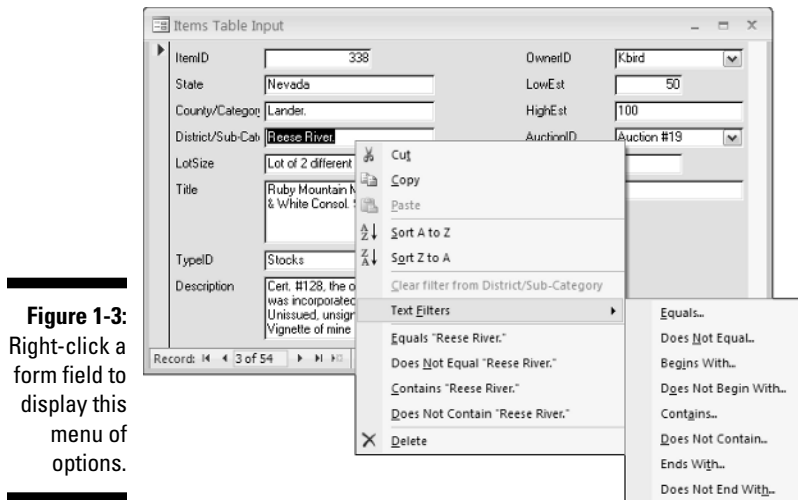 Items Table Input
ItemID 338 OwnerID Kbird
State Nevada LowEst 50
County/Categor Lander. HighEst 100
District/Sub-Cat Reese River. AuctionID Auction #19
LotSize Lot of 2 different
Title Ruby Mountain
& White Consol.
TypeID Stocks
Description Cert. #128, the
was incorporated
Unissued, unsign
Vignette of mine
Record: 3 of 54
Cut
Copy
Paste
Sort A to Z
Sort Z to A
Clear filter from District/Sub-Category
Text Filters
Equals "Reese River."
Does Not Equal "Reese River."
Contains "Reese River."
Does Not Contain "Reese River."
Delete
Equals...
Does Not Equal...
Begins With...
Does Not Begin With...
Contains...
Does Not Contain...
Ends With...
Does Not End With...
Figure 1-3:
Right-click a
form field to
display this
menu of
options.